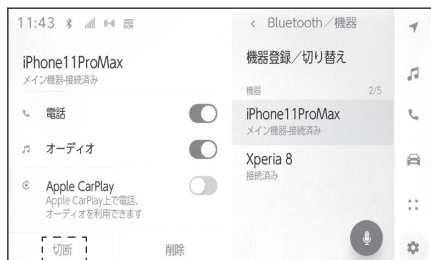 11:43
iPhone11ProMax
メイン機器-接続済み
電話
オーディオ
Apple CarPlay
Apple CarPlay上で電話、
オーディオを利用できます
切断
削除
< Bluetooth／機器
機器登録／切り替え
機器 2/5
iPhone11ProMax
メイン機器-接続済み
Xperia 8
接続済み